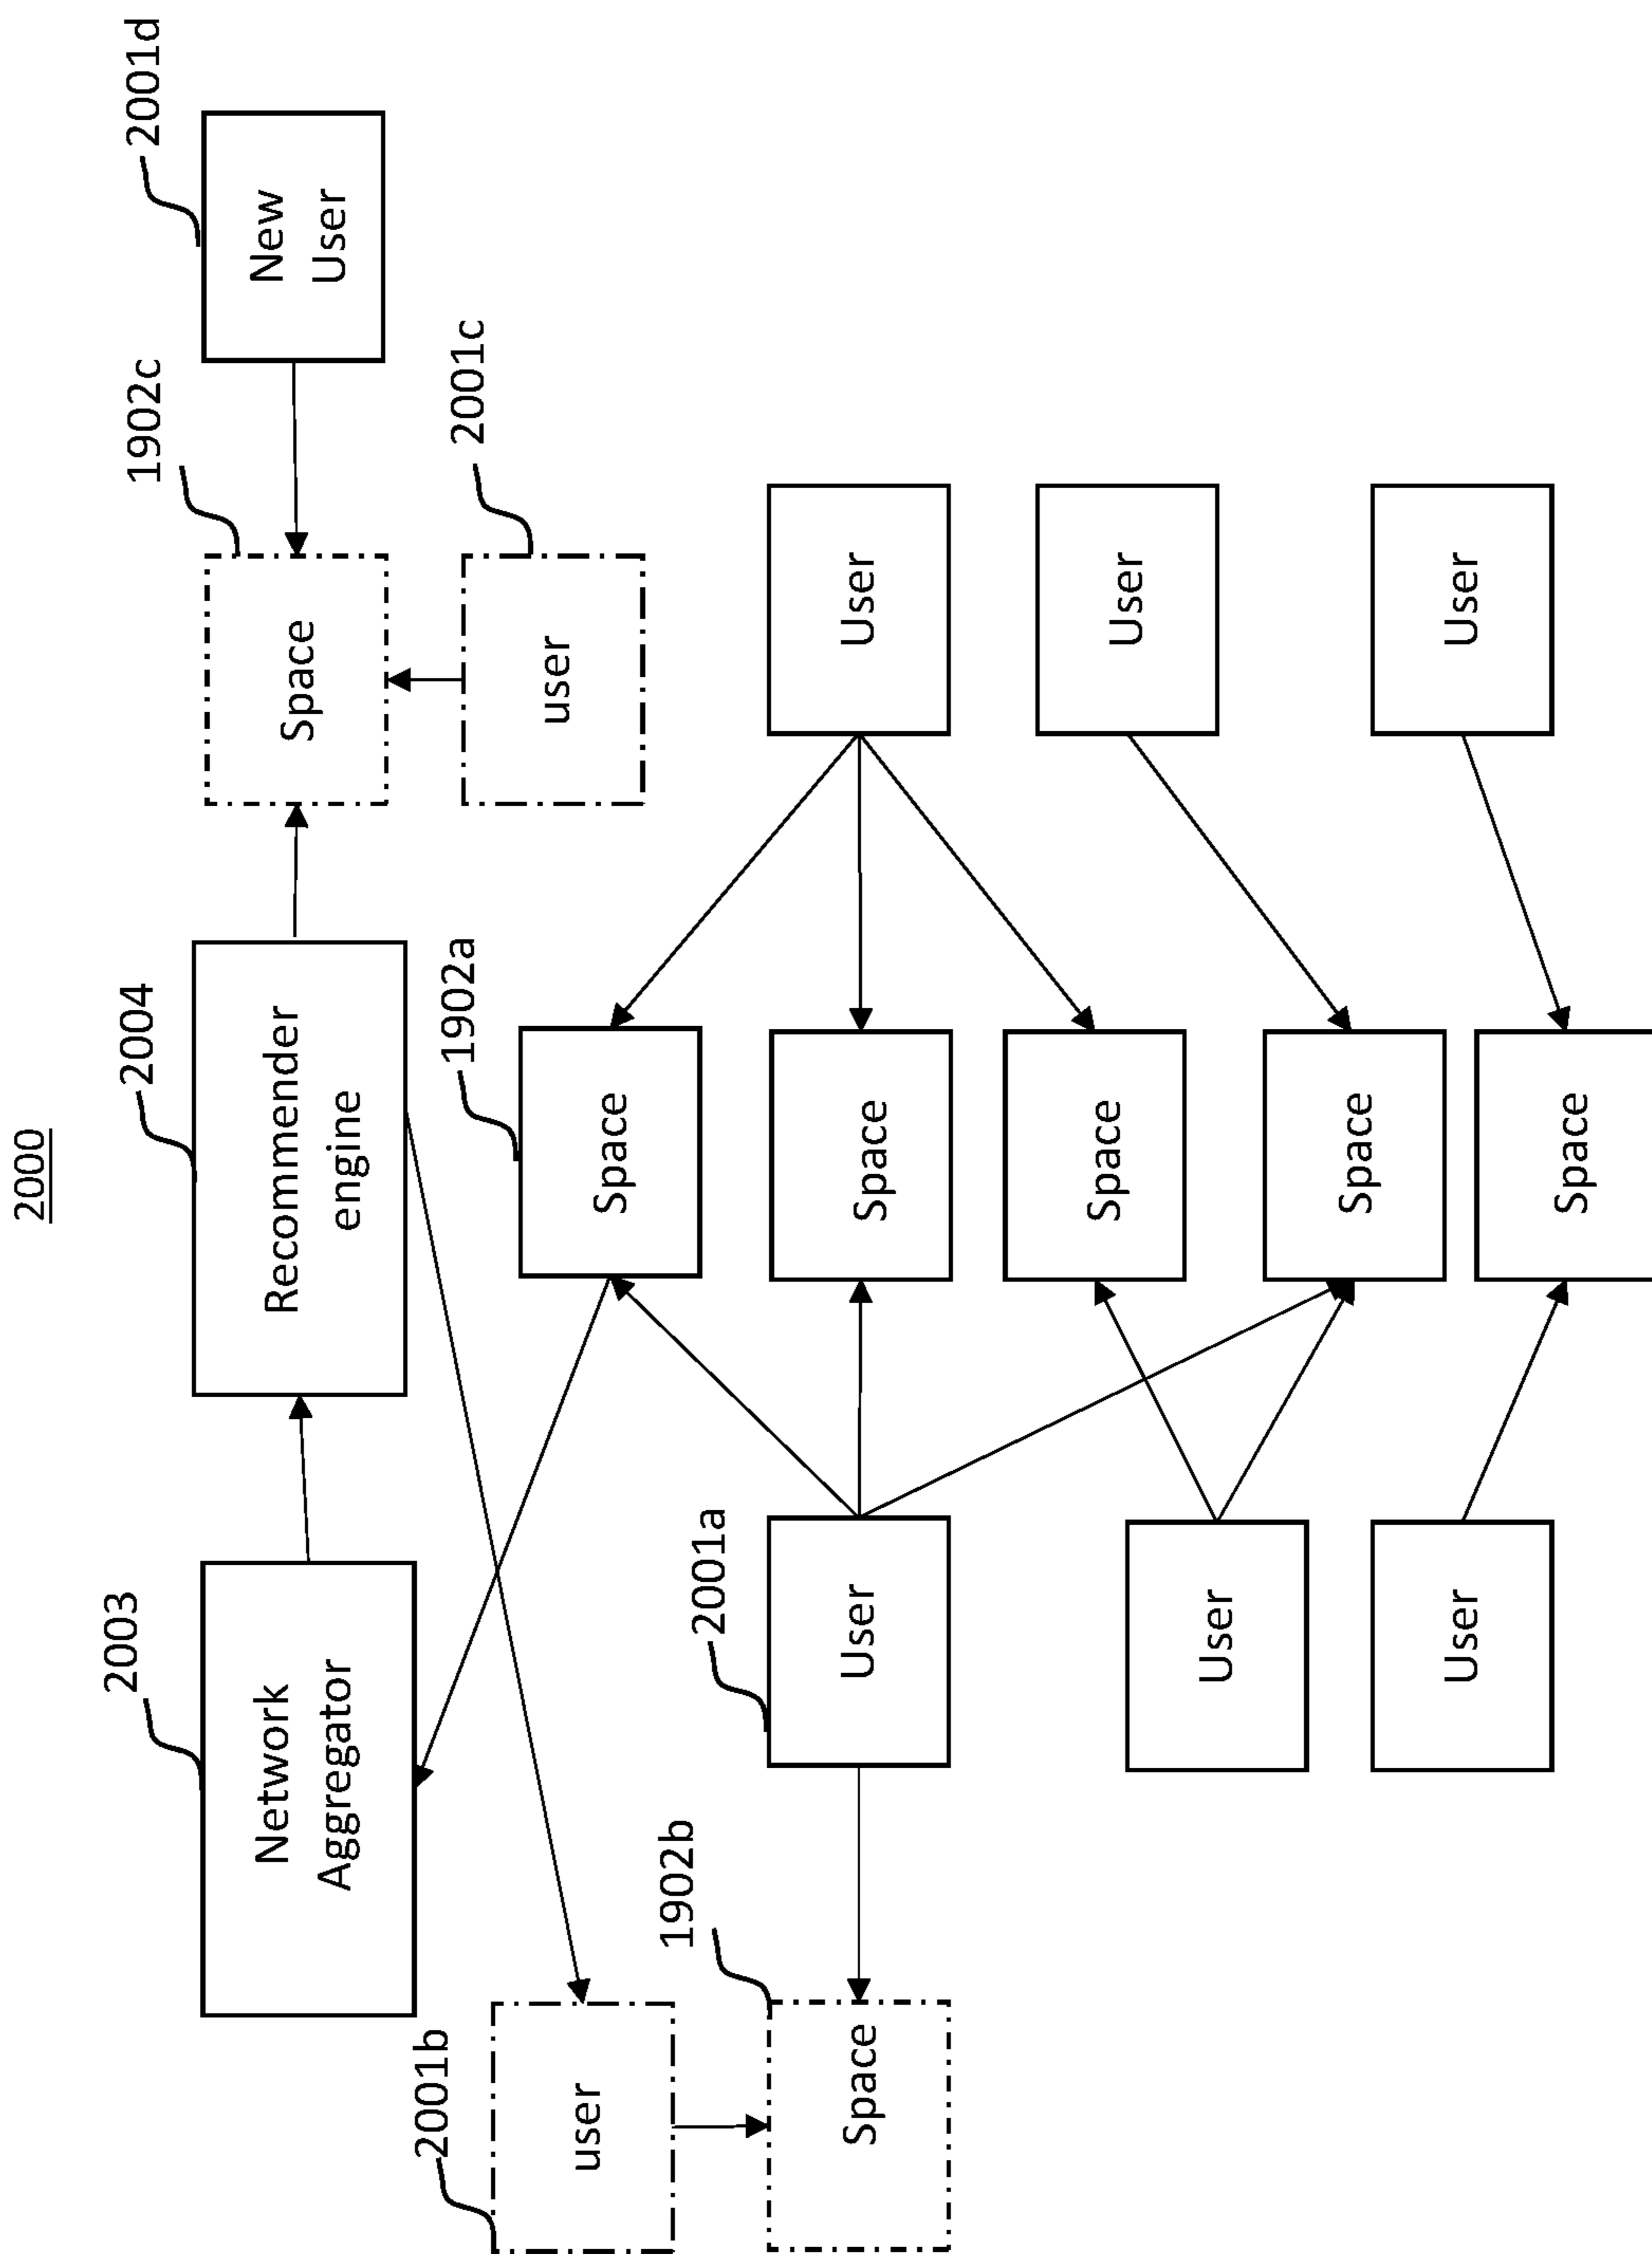 2000
2003
2004
1902c
2001d
Network
Aggregator
Recommender
engine
Space
New
User
2001b
1902a
2001c
user
Space
user
1902b
2001a
Space
User
Space
User
Space
User
User
Space
User
User
Space